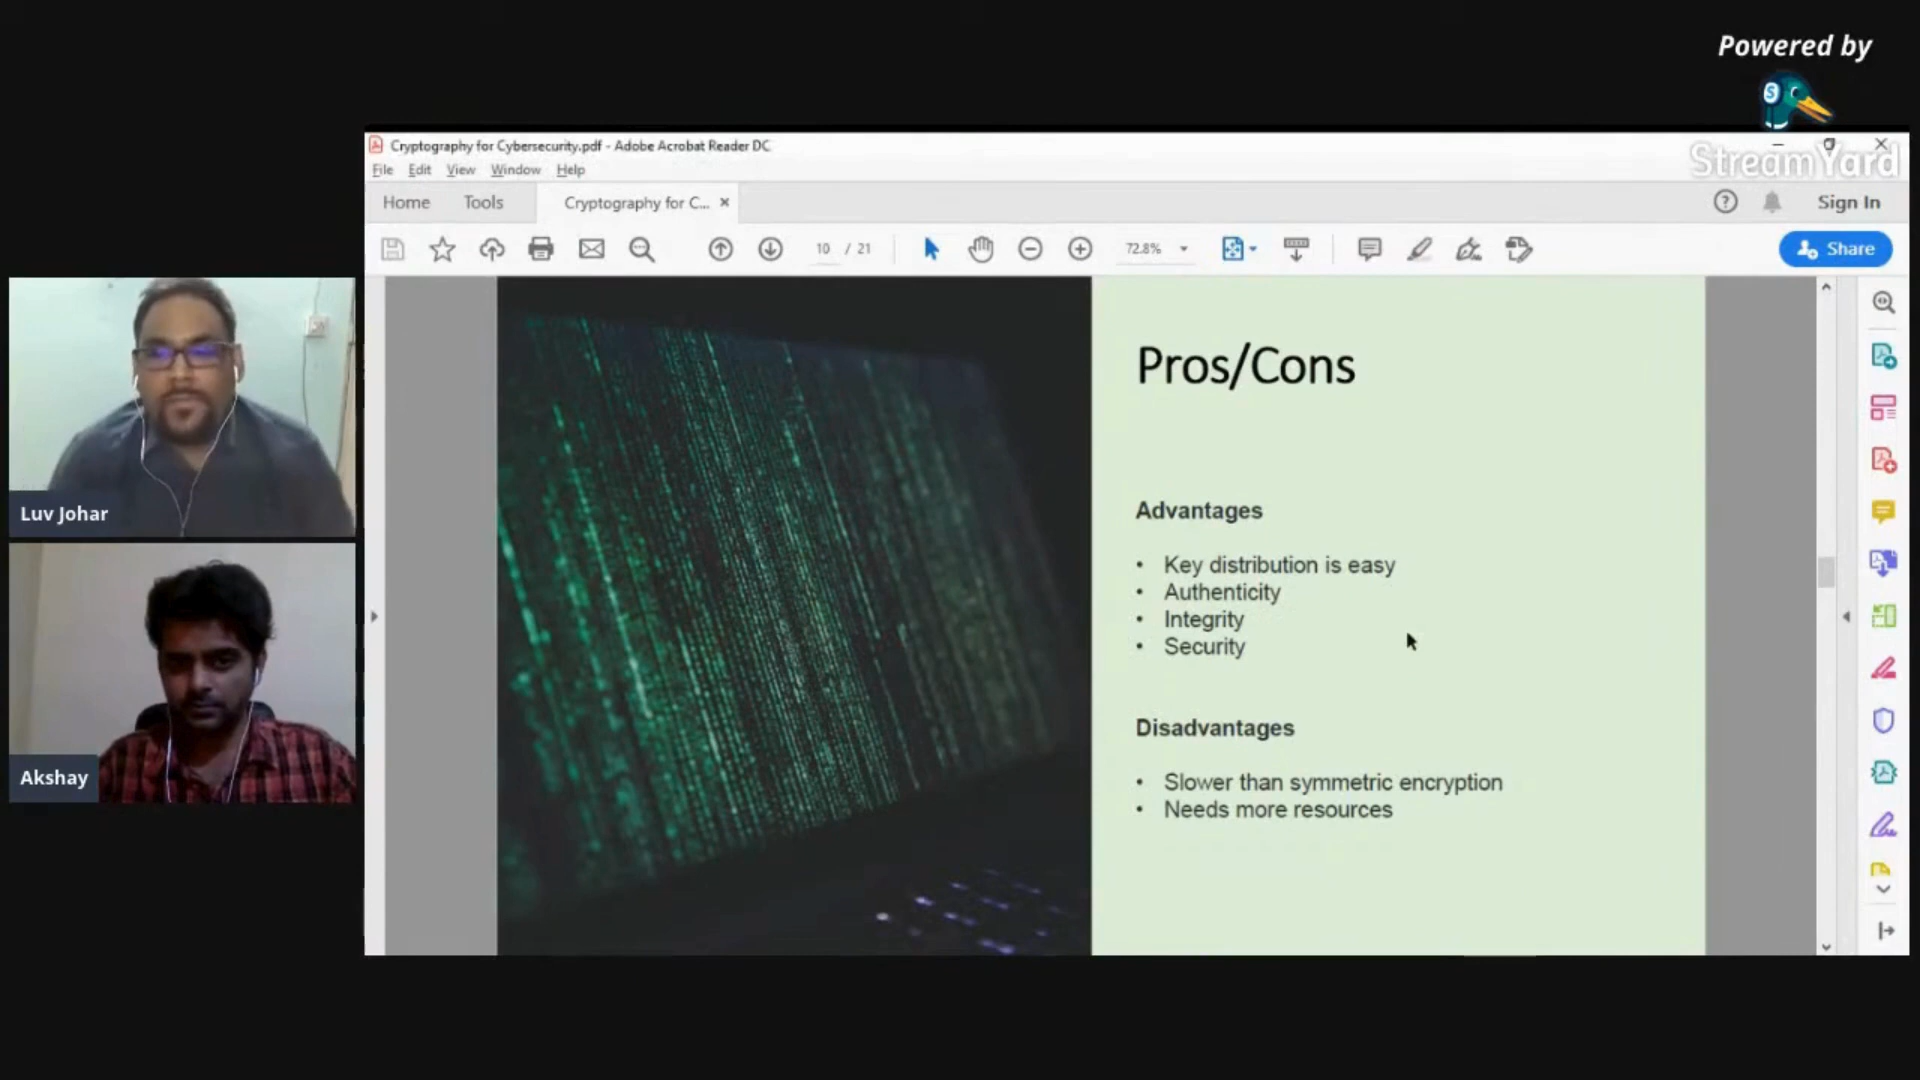 Powered by
StreamYard
Cryptography for Cybersecurity.pdf - Adobe Acrobat Reader DC
File Edit View Window Help
Home Tools Cryptography for C... Sign In
10 / 21 72.8% Share
Pros/Cons
Advantages
• Key distribution is easy
• Authenticity
• Integrity
• Security
Disadvantages
• Slower than symmetric encryption
• Needs more resources
Luv Johar
Akshay